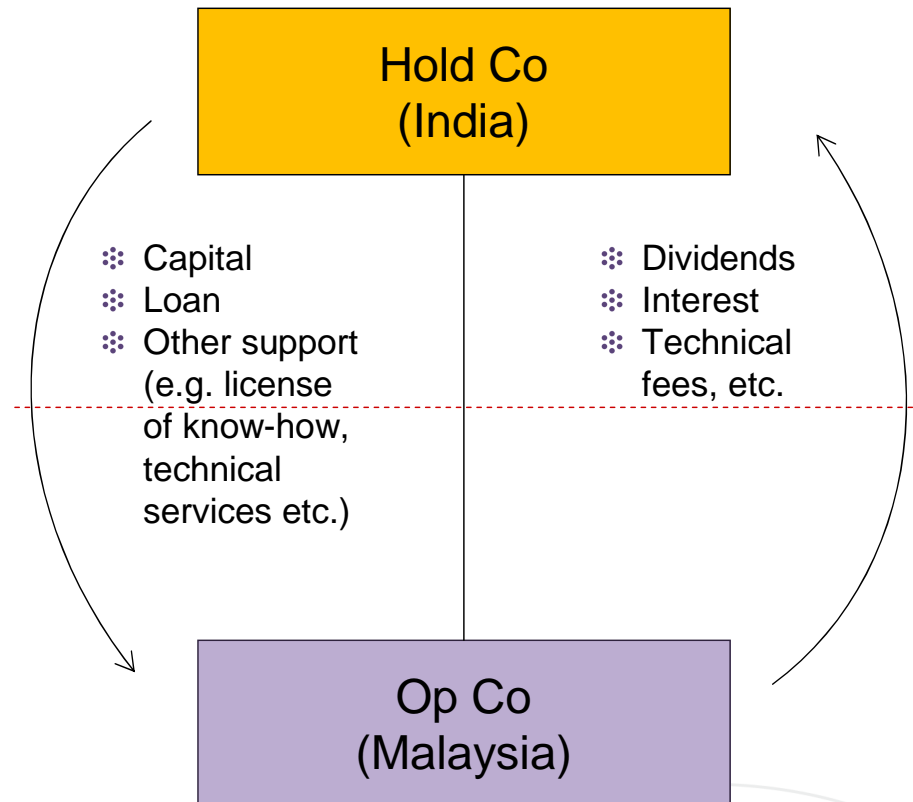 Hold Co
(India)
Capital
Loan
Other support
(e.g. license
of know-how,
technical
services etc.)
Dividends
Interest
Technical
fees, etc.
Op Co
(Malaysia)